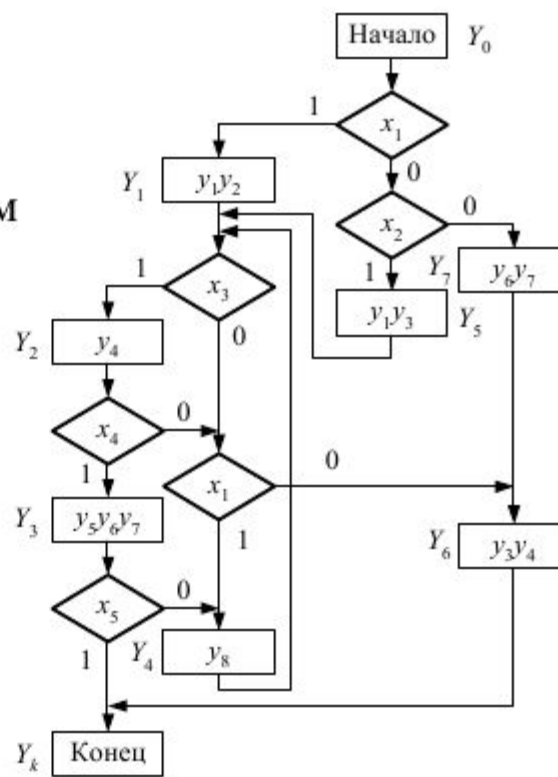 Начало Y₀
1 x₁
0
Y₁ y₁y₂
м
x₂ 0
1 x₃ 1 Y₇ y₆y₇
y₁y₃ Y₅
Y₂ y₄ 0
x₄ 0
0
1 x₁
Y₃ y₅y₆y₇ 1
Y₆ y₃y₄
x₅ 0
1 Y₄ y₈
Yₖ Конец